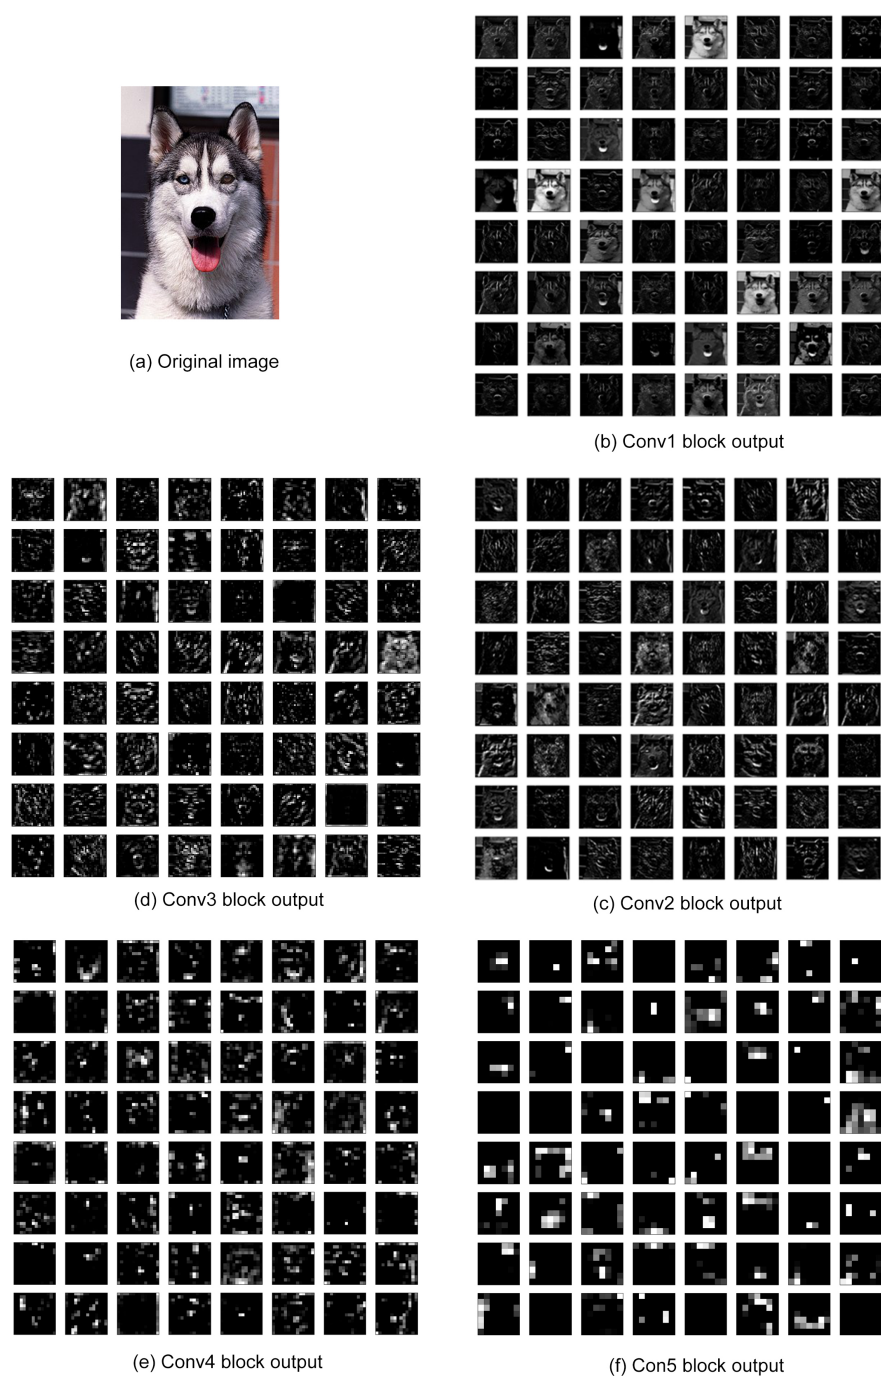 (a) Original image
(b) Conv1 block output
(d) Conv3 block output
(c) Conv2 block output
(e) Conv4 block output
(f) Con5 block output